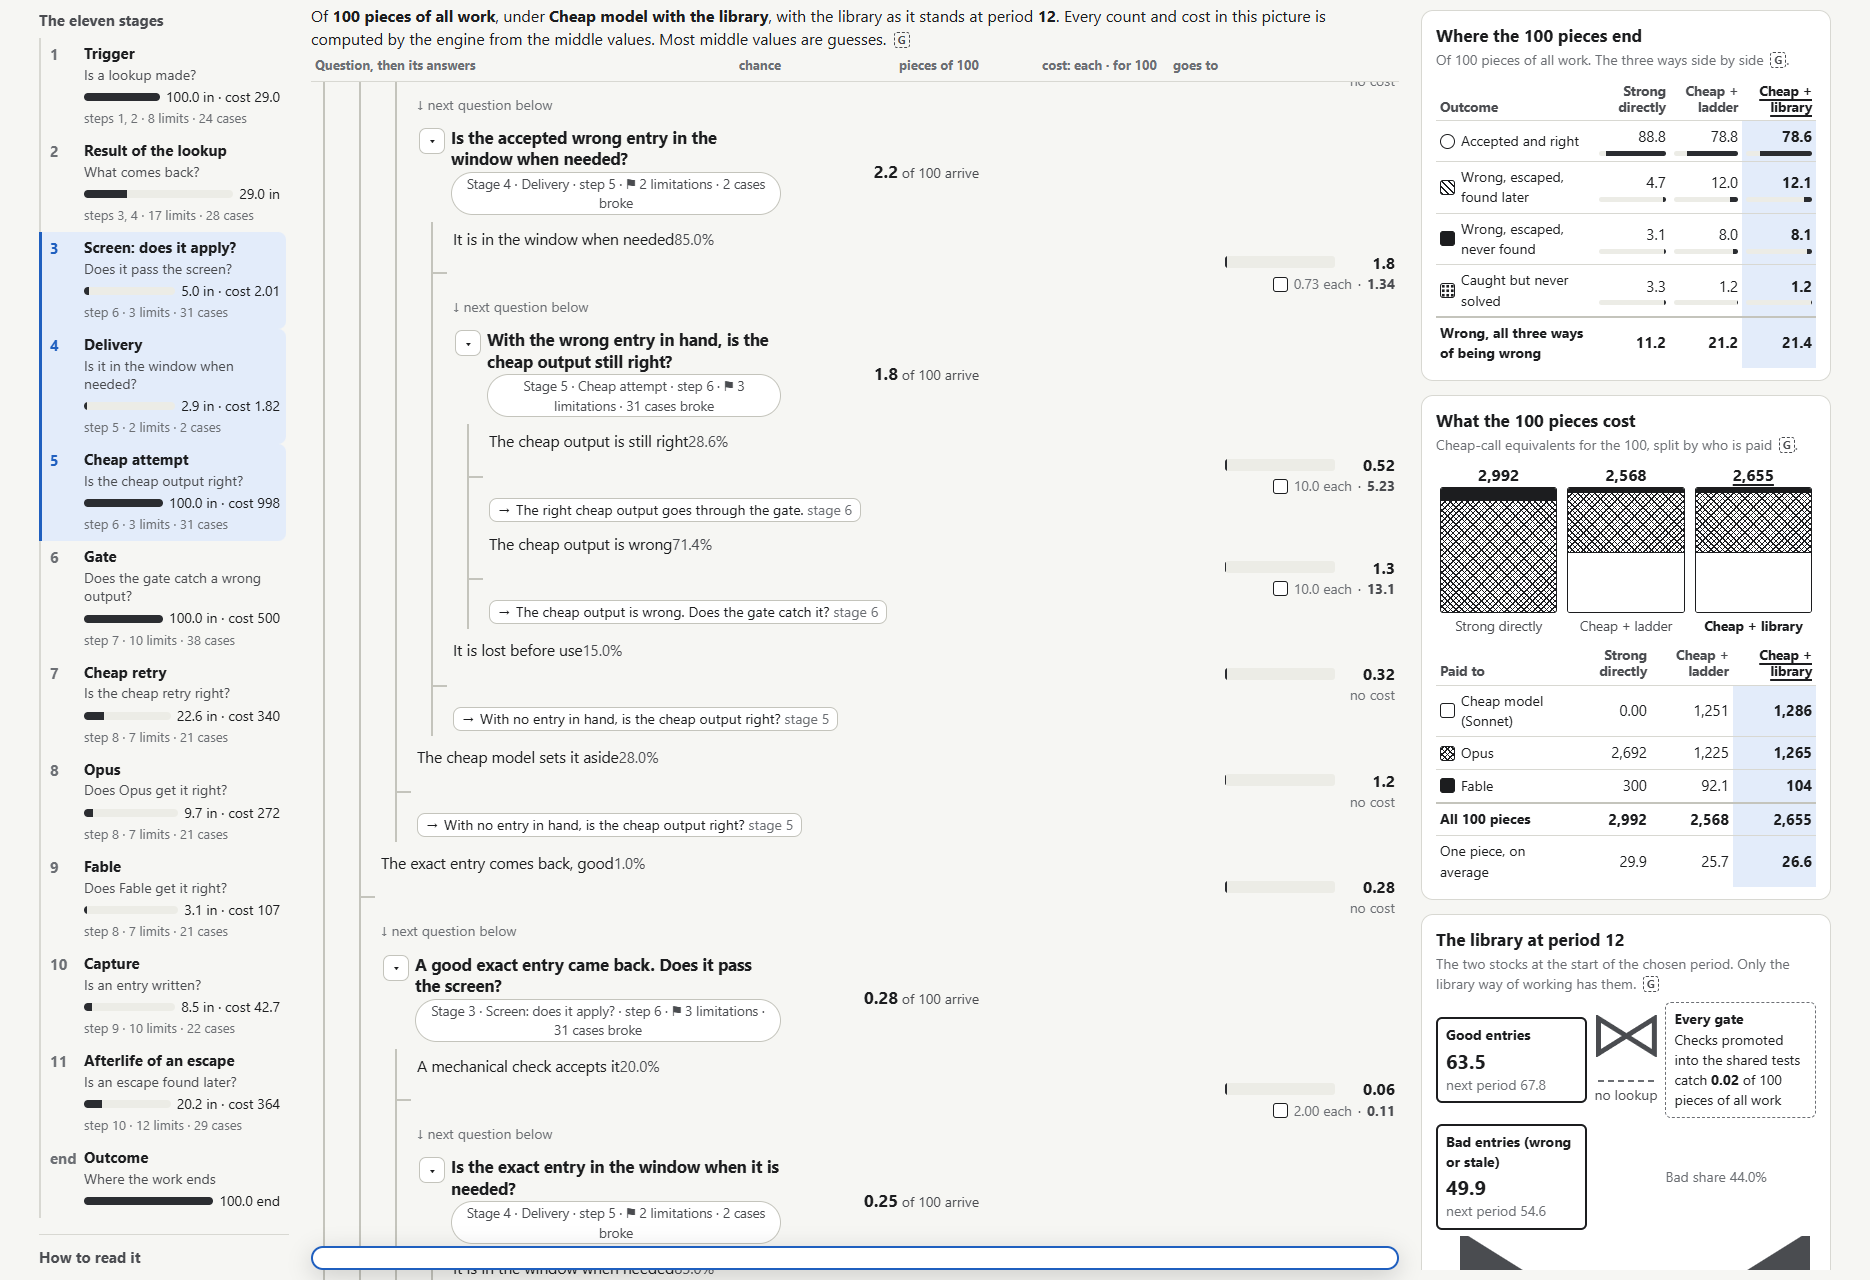 The eleven stages
1 Trigger
Is a lookup made?
100.0 in · cost 29.0
steps 1, 2 · 8 limits · 24 cases
2 Result of the lookup
What comes back?
29.0 in
steps 3, 4 · 17 limits · 28 cases
3 Screen: does it apply?
Does it pass the screen?
5.0 in · cost 2.01
step 6 · 3 limits · 31 cases
4 Delivery
Is it in the window when
needed?
2.9 in · cost 1.82
step 5 · 2 limits · 2 cases
5 Cheap attempt
Is the cheap output right?
100.0 in · cost 998
step 6 · 3 limits · 31 cases
6 Gate
Does the gate catch a wrong
output?
100.0 in · cost 500
step 7 · 10 limits · 38 cases
7 Cheap retry
Is the cheap retry right?
22.6 in · cost 340
step 8 · 7 limits · 21 cases
8 Opus
Does Opus get it right?
9.7 in · cost 272
step 8 · 7 limits · 21 cases
9 Fable
Does Fable get it right?
3.1 in · cost 107
step 8 · 7 limits · 21 cases
10 Capture
Is an entry written?
8.5 in · cost 42.7
step 9 · 10 limits · 22 cases
11 Afterlife of an escape
Is an escape found later?
20.2 in · cost 364
step 10 · 12 limits · 29 cases
end Outcome
Where the work ends
100.0 end
How to read it
Of 100 pieces of all work, under Cheap model with the library, with the library as it stands at period 12. Every count and cost in this picture is
computed by the engine from the middle values. Most middle values are guesses. G
Question, then its answers chance pieces of 100 cost: each · for 100 goes to
no cost
↓ next question below
Is the accepted wrong entry in the
window when needed?
2.2 of 100 arrive
Stage 4 · Delivery · step 5 · ⚑ 2 limitations · 2 cases
broke
It is in the window when needed85.0%
1.8
0.73 each · 1.34
↓ next question below
With the wrong entry in hand, is the
cheap output still right?
1.8 of 100 arrive
Stage 5 · Cheap attempt · step 6 · ⚑ 3
limitations · 31 cases broke
The cheap output is still right28.6%
0.52
10.0 each · 5.23
→ The right cheap output goes through the gate. stage 6
The cheap output is wrong71.4%
1.3
10.0 each · 13.1
→ The cheap output is wrong. Does the gate catch it? stage 6
It is lost before use15.0%
0.32
no cost
→ With no entry in hand, is the cheap output right? stage 5
The cheap model sets it aside28.0%
1.2
no cost
→ With no entry in hand, is the cheap output right? stage 5
The exact entry comes back, good1.0%
0.28
no cost
↓ next question below
A good exact entry came back. Does it pass
the screen?
0.28 of 100 arrive
Stage 3 · Screen: does it apply? · step 6 · ⚑ 3 limitations ·
31 cases broke
A mechanical check accepts it20.0%
0.06
2.00 each · 0.11
↓ next question below
Is the exact entry in the window when it is
needed?
0.25 of 100 arrive
Stage 4 · Delivery · step 5 · ⚑ 2 limitations · 2 cases
broke
It is in the window when needed85.0%
Where the 100 pieces end
Of 100 pieces of all work. The three ways side by side G.
Outcome Strong directly Cheap + ladder Cheap + library
Accepted and right 88.8 78.8 78.6
Wrong, escaped, found later 4.7 12.0 12.1
Wrong, escaped, never found 3.1 8.0 8.1
Caught but never solved 3.3 1.2 1.2
Wrong, all three ways of being wrong 11.2 21.2 21.4
What the 100 pieces cost
Cheap-call equivalents for the 100, split by who is paid G.
2,992 2,568 2,655
Strong directly Cheap + ladder Cheap + library
Paid to Strong directly Cheap + ladder Cheap + library
Cheap model (Sonnet) 0.00 1,251 1,286
Opus 2,692 1,225 1,265
Fable 300 92.1 104
All 100 pieces 2,992 2,568 2,655
One piece, on average 29.9 25.7 26.6
The library at period 12
The two stocks at the start of the chosen period. Only the
library way of working has them. G
Good entries
63.5
next period 67.8
no lookup
Every gate
Checks promoted
into the shared tests
catch 0.02 of 100
pieces of all work
Bad entries (wrong
or stale)
49.9
next period 54.6
Bad share 44.0%